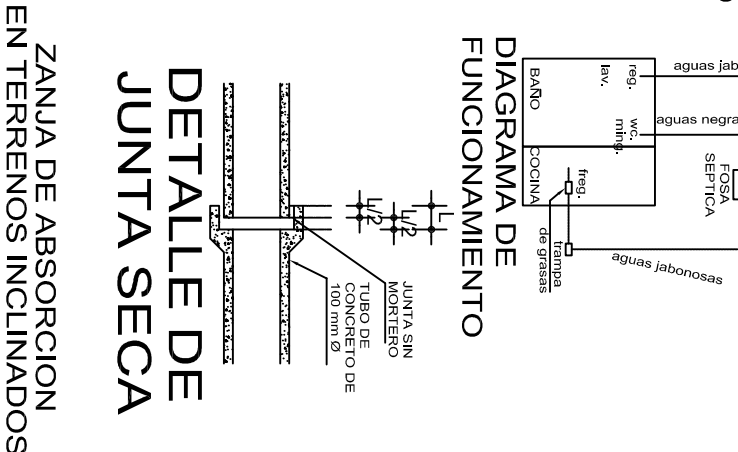 aguas jab
aguas negra
FOSA
SEPTICA
aguas jabonosas
BAÑO
reg.
lav.
wc.
ming.
COCINA
freg.
trampa
de grasas
DIAGRAMA DE
FUNCIONAMIENTO
L
L/2
L/2
JUNTA SIN
MORTERO
TUBO DE
CONCRETO DE
100 mm Ø
DETALLE DE
JUNTA SECA
ZANJA DE ABSORCION
EN TERRENOS INCLINADOS